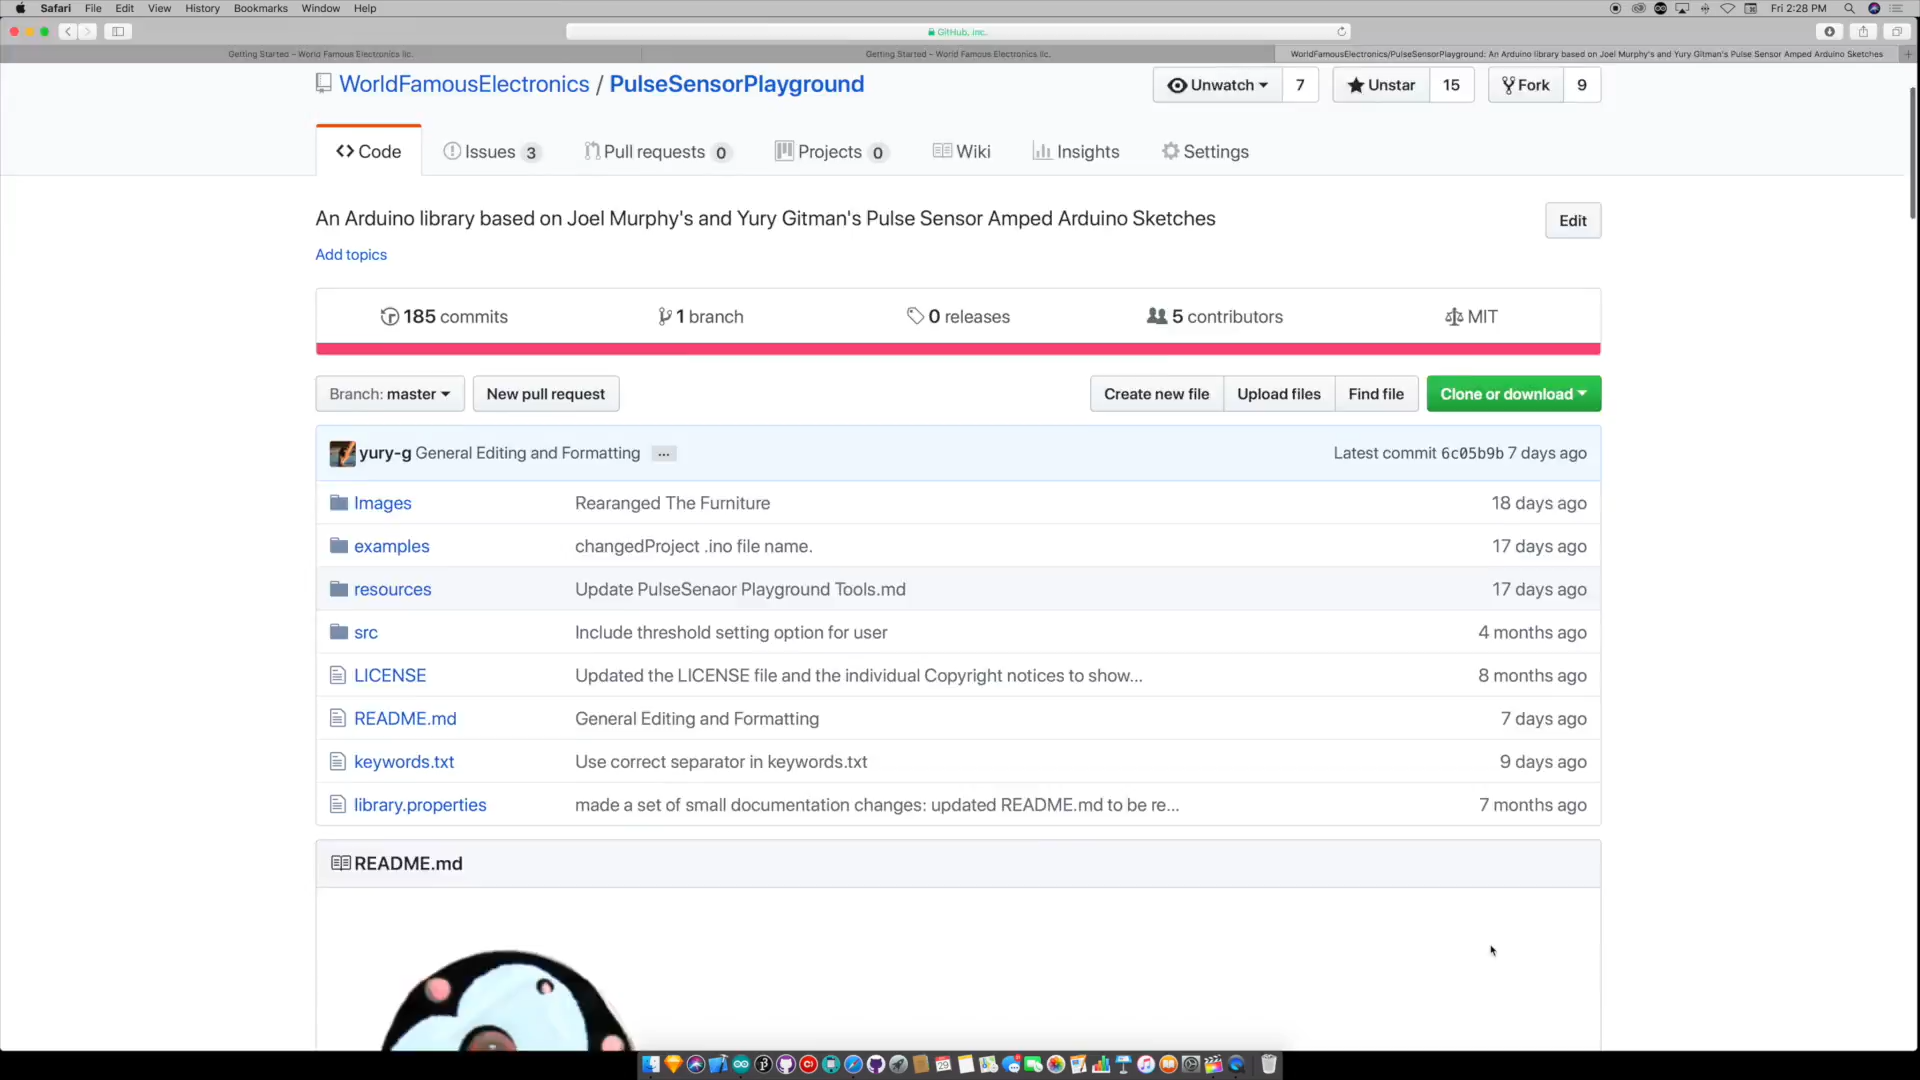 Safari File Edit View History Bookmarks Window Help Fri 2:28 PM
GitHub, Inc.
Getting Started – World Famous Electronics llc. Getting Started – World Famous Electronics llc. WorldFamousElectronics/PulseSensorPlayground: An Arduino library based on Joel Murphy's and Yury Gitman's Pulse Sensor Amped Arduino Sketches
WorldFamousElectronics / PulseSensorPlayground Unwatch 7 Unstar 15 Fork 9
Code Issues 3 Pull requests 0 Projects 0 Wiki Insights Settings
An Arduino library based on Joel Murphy's and Yury Gitman's Pulse Sensor Amped Arduino Sketches Edit
Add topics
185 commits 1 branch 0 releases 5 contributors MIT
Branch: master New pull request Create new file Upload files Find file Clone or download
yury-g General Editing and Formatting ... Latest commit 6c05b9b 7 days ago
Images Rearanged The Furniture 18 days ago
examples changedProject .ino file name. 17 days ago
resources Update PulseSenaor Playground Tools.md 17 days ago
src Include threshold setting option for user 4 months ago
LICENSE Updated the LICENSE file and the individual Copyright notices to show... 8 months ago
README.md General Editing and Formatting 7 days ago
keywords.txt Use correct separator in keywords.txt 9 days ago
library.properties made a set of small documentation changes: updated README.md to be re... 7 months ago
README.md